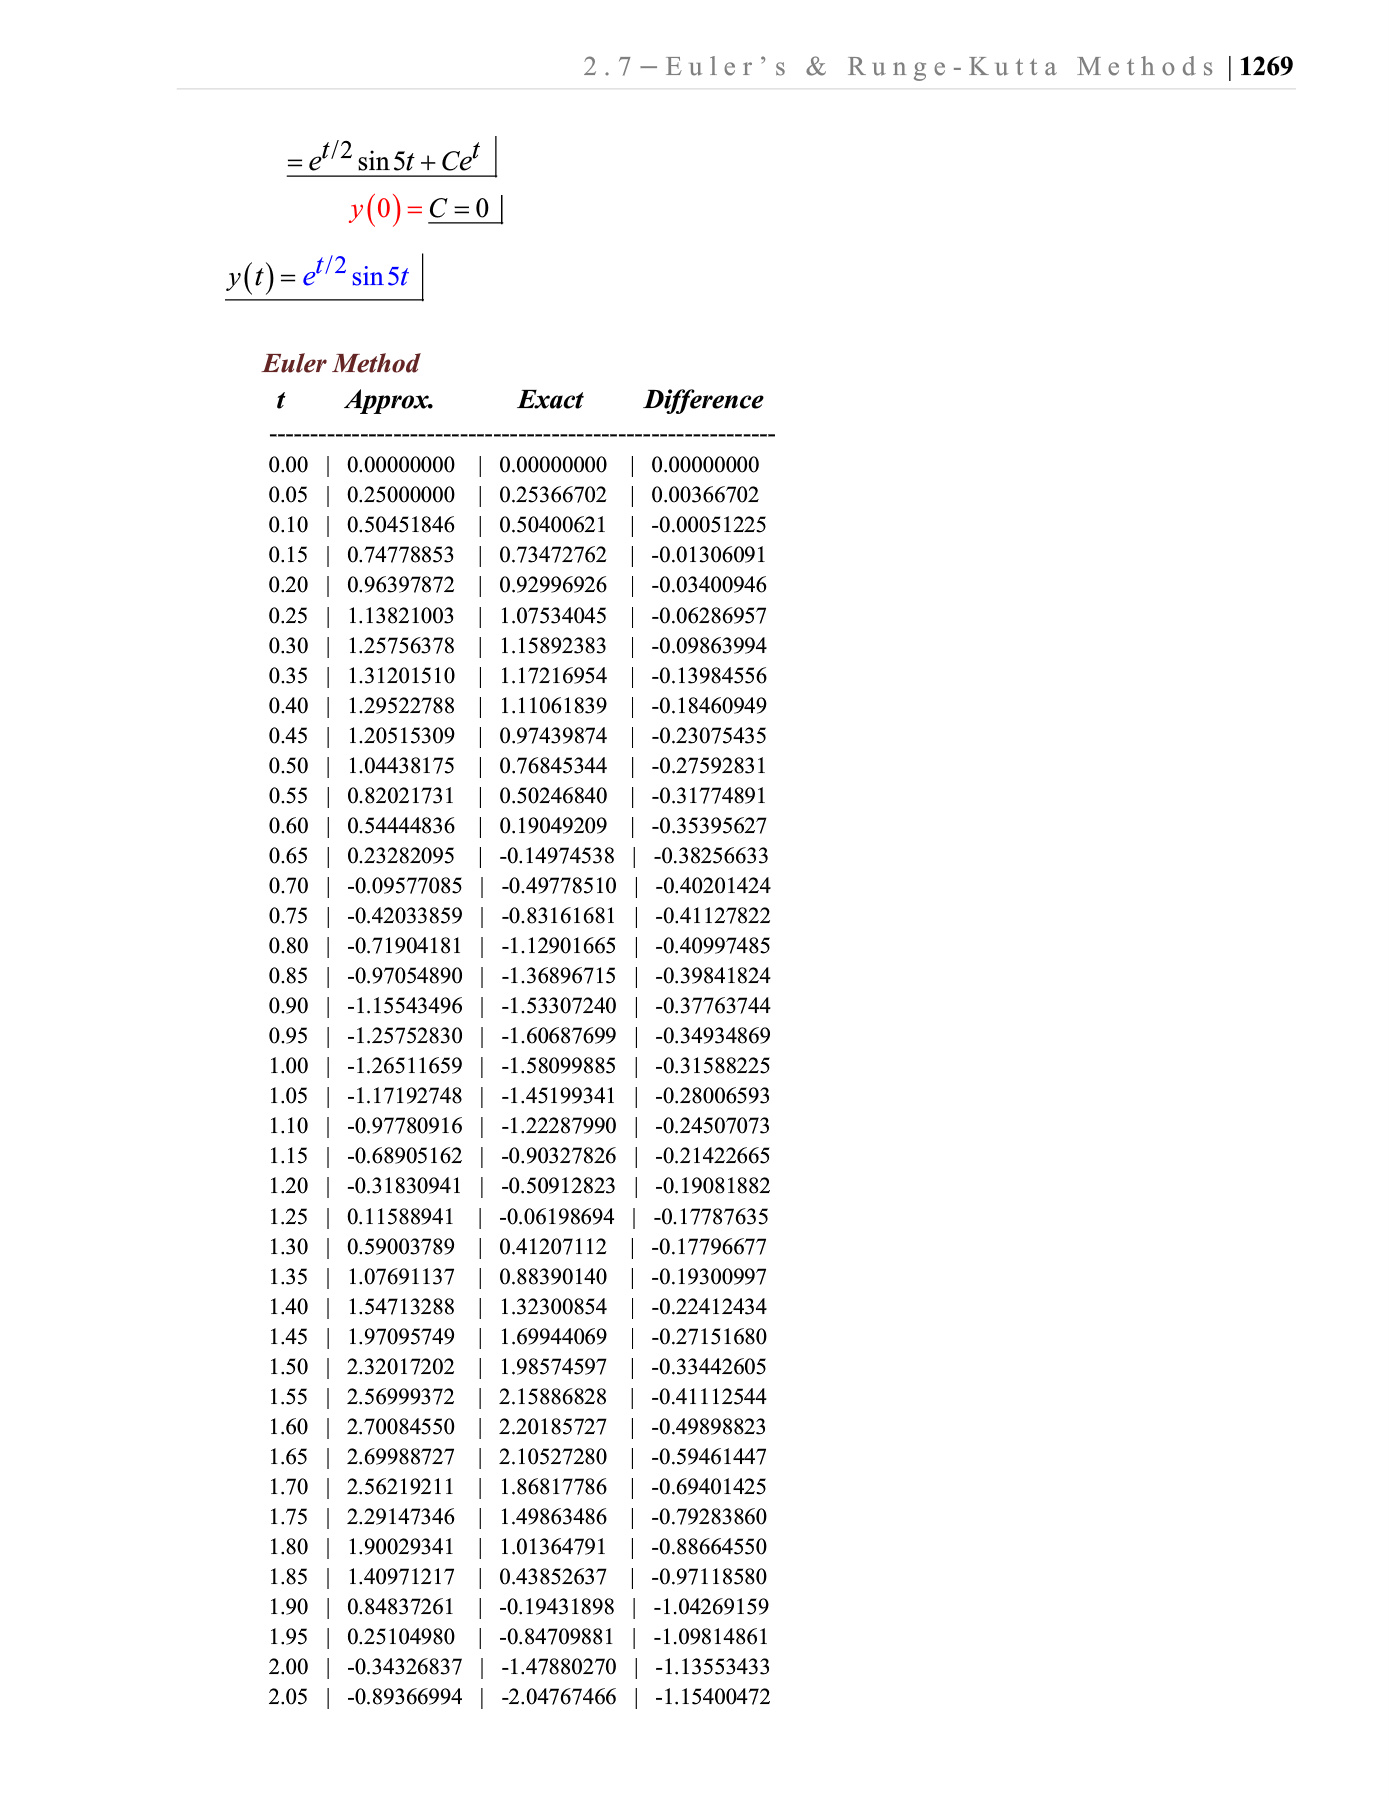 2.7 – Euler's & Runge-Kutta Methods | 1269
= e^{t/2} sin 5t + Ce^t
y(0) = C = 0
y(t) = e^{t/2} sin 5t
Euler Method
t Approx. Exact Difference
---------------------------------------------------------------
0.00 | 0.00000000 | 0.00000000 | 0.00000000
0.05 | 0.25000000 | 0.25366702 | 0.00366702
0.10 | 0.50451846 | 0.50400621 | -0.00051225
0.15 | 0.74778853 | 0.73472762 | -0.01306091
0.20 | 0.96397872 | 0.92996926 | -0.03400946
0.25 | 1.13821003 | 1.07534045 | -0.06286957
0.30 | 1.25756378 | 1.15892383 | -0.09863994
0.35 | 1.31201510 | 1.17216954 | -0.13984556
0.40 | 1.29522788 | 1.11061839 | -0.18460949
0.45 | 1.20515309 | 0.97439874 | -0.23075435
0.50 | 1.04438175 | 0.76845344 | -0.27592831
0.55 | 0.82021731 | 0.50246840 | -0.31774891
0.60 | 0.54444836 | 0.19049209 | -0.35395627
0.65 | 0.23282095 | -0.14974538 | -0.38256633
0.70 | -0.09577085 | -0.49778510 | -0.40201424
0.75 | -0.42033859 | -0.83161681 | -0.41127822
0.80 | -0.71904181 | -1.12901665 | -0.40997485
0.85 | -0.97054890 | -1.36896715 | -0.39841824
0.90 | -1.15543496 | -1.53307240 | -0.37763744
0.95 | -1.25752830 | -1.60687699 | -0.34934869
1.00 | -1.26511659 | -1.58099885 | -0.31588225
1.05 | -1.17192748 | -1.45199341 | -0.28006593
1.10 | -0.97780916 | -1.22287990 | -0.24507073
1.15 | -0.68905162 | -0.90327826 | -0.21422665
1.20 | -0.31830941 | -0.50912823 | -0.19081882
1.25 | 0.11588941 | -0.06198694 | -0.17787635
1.30 | 0.59003789 | 0.41207112 | -0.17796677
1.35 | 1.07691137 | 0.88390140 | -0.19300997
1.40 | 1.54713288 | 1.32300854 | -0.22412434
1.45 | 1.97095749 | 1.69944069 | -0.27151680
1.50 | 2.32017202 | 1.98574597 | -0.33442605
1.55 | 2.56999372 | 2.15886828 | -0.41112544
1.60 | 2.70084550 | 2.20185727 | -0.49898823
1.65 | 2.69988727 | 2.10527280 | -0.59461447
1.70 | 2.56219211 | 1.86817786 | -0.69401425
1.75 | 2.29147346 | 1.49863486 | -0.79283860
1.80 | 1.90029341 | 1.01364791 | -0.88664550
1.85 | 1.40971217 | 0.43852637 | -0.97118580
1.90 | 0.84837261 | -0.19431898 | -1.04269159
1.95 | 0.25104980 | -0.84709881 | -1.09814861
2.00 | -0.34326837 | -1.47880270 | -1.13553433
2.05 | -0.89366994 | -2.04767466 | -1.15400472